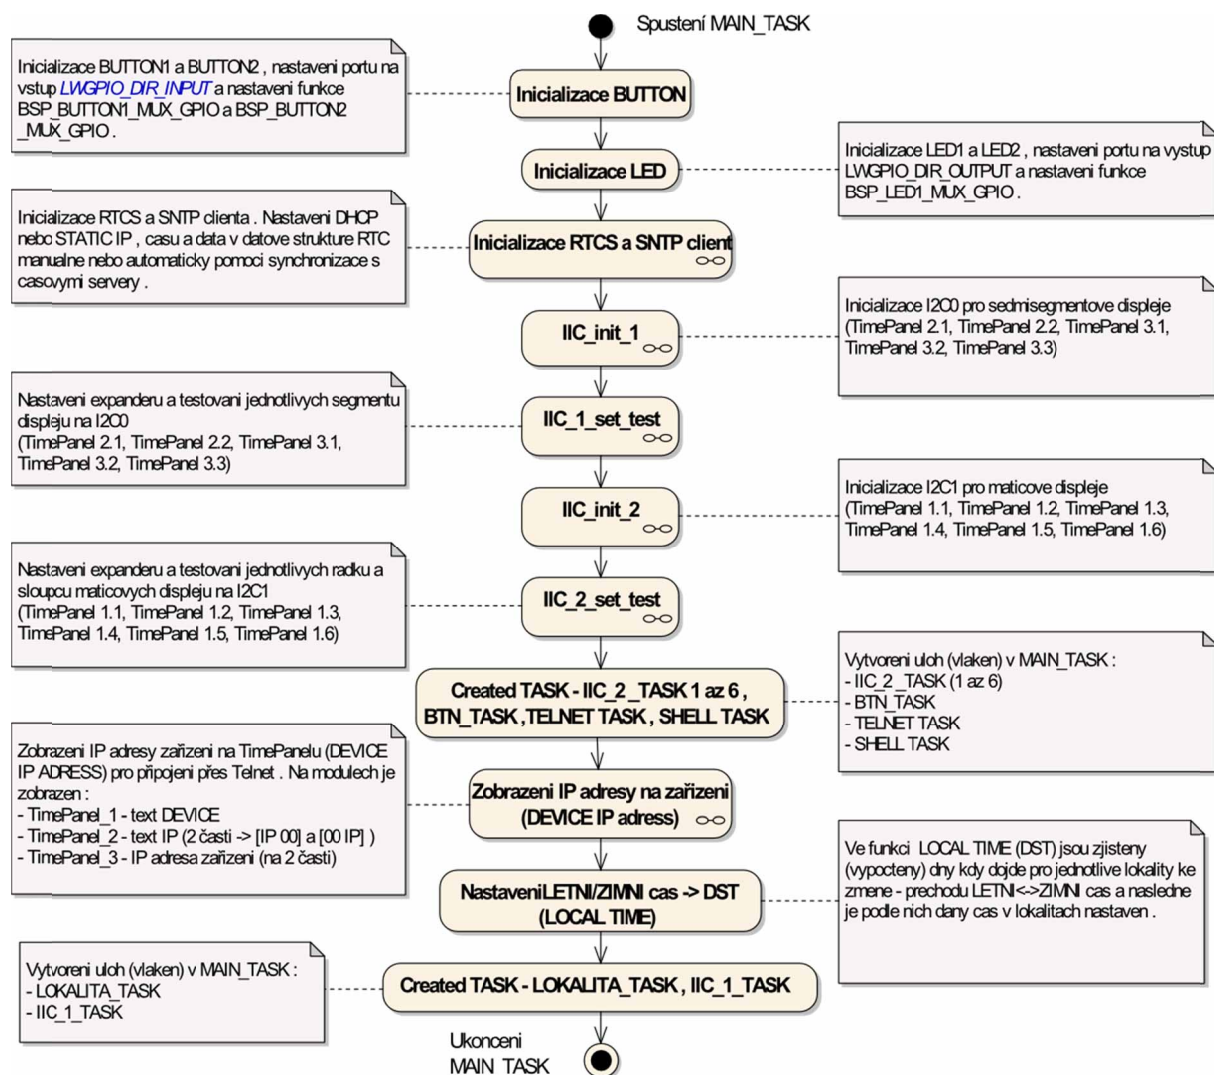 Spustení MAIN_TASK
Inicializace BUTTON1 a BUTTON2 , nastaveni portu na
vstup LWGPIO_DIR_INPUT a nastaveni funkce
BSP_BUTTON1_MUX_GPIO a BSP_BUTTON2
_MUX_GPIO .
Inicializace BUTTON
Inicializace LED1 a LED2 , nastaveni portu na vystup
LWGPIO_DIR_OUTPUT a nastaveni funkce
BSP_LED1_MUX_GPIO .
Inicializace LED
Inicializace RTCS a SNTP clienta . Nastaveni DHCP
nebo STATIC IP , casu a data v datove strukture RTC
manualne nebo automaticky pomoci synchronizace s
casovymi servery .
Inicializace RTCS a SNTP client
Inicializace I2C0 pro sedmisegmentove displeje
(TimePanel 2.1, TimePanel 2.2, TimePanel 3.1,
TimePanel 3.2, TimePanel 3.3)
IIC_init_1
Nastaveni expanderu a testovani jednotlivych segmentu
displeju na I2C0
(TimePanel 2.1, TimePanel 2.2, TimePanel 3.1,
TimePanel 3.2, TimePanel 3.3)
IIC_1_set_test
Inicializace I2C1 pro maticove displeje
(TimePanel 1.1, TimePanel 1.2, TimePanel 1.3,
TimePanel 1.4, TimePanel 1.5, TimePanel 1.6)
IIC_init_2
Nastaveni expanderu a testovani jednotlivych radku a
sloupcu maticovych displeju na I2C1
(TimePanel 1.1, TimePanel 1.2, TimePanel 1.3,
TimePanel 1.4, TimePanel 1.5, TimePanel 1.6)
IIC_2_set_test
Vytvoreni uloh (vlaken) v MAIN_TASK :
- IIC_2 _TASK (1 az 6)
- BTN_TASK
- TELNET TASK
- SHELL TASK
Created TASK - IIC_2 _TASK 1 az 6 ,
BTN_TASK ,TELNET TASK , SHELL TASK
Zobrazeni IP adresy zařizeni na TimePanelu (DEVICE
IP ADRESS) pro připojeni přes Telnet . Na modulech je
zobrazen :
- TimePanel_1 - text DEVICE
- TimePanel_2 - text IP (2 časti -> [IP 00] a [00 IP] )
- TimePanel_3 - IP adresa zařizeni (na 2 časti)
Zobrazeni IP adresy na zařizeni
(DEVICE IP adress)
Ve funkci LOCAL TIME (DST) jsou zjisteny
(vypocteny) dny kdy dojde pro jednotlive lokality ke
zmene - prechodu LETNI<->ZIMNI cas a nasledne
je podle nich dany cas v lokalitach nastaven .
NastaveniLETNI/ZIMNI cas -> DST
(LOCAL TIME)
Vytvoreni uloh (vlaken) v MAIN_TASK :
- LOKALITA_TASK
- IIC_1_TASK
Created TASK - LOKALITA_TASK , IIC_1_TASK
Ukonceni
MAIN_TASK